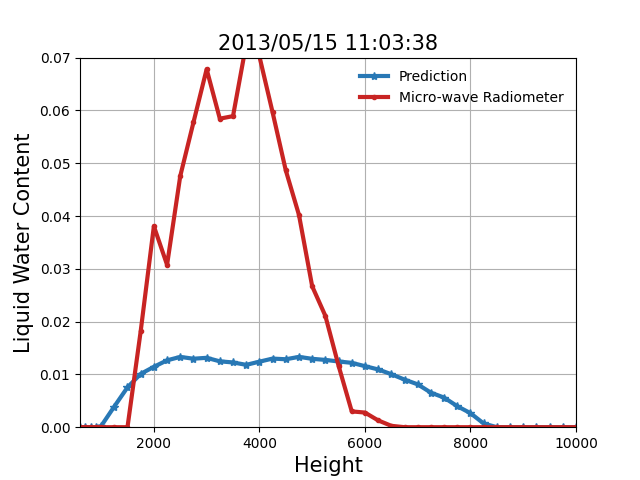 2013/05/15 11:03:38
Prediction
Micro-wave Radiometer
Liquid Water Content
0.07
0.06
0.05
0.04
0.03
0.02
0.01
0.00
2000 4000 6000 8000 10000
Height